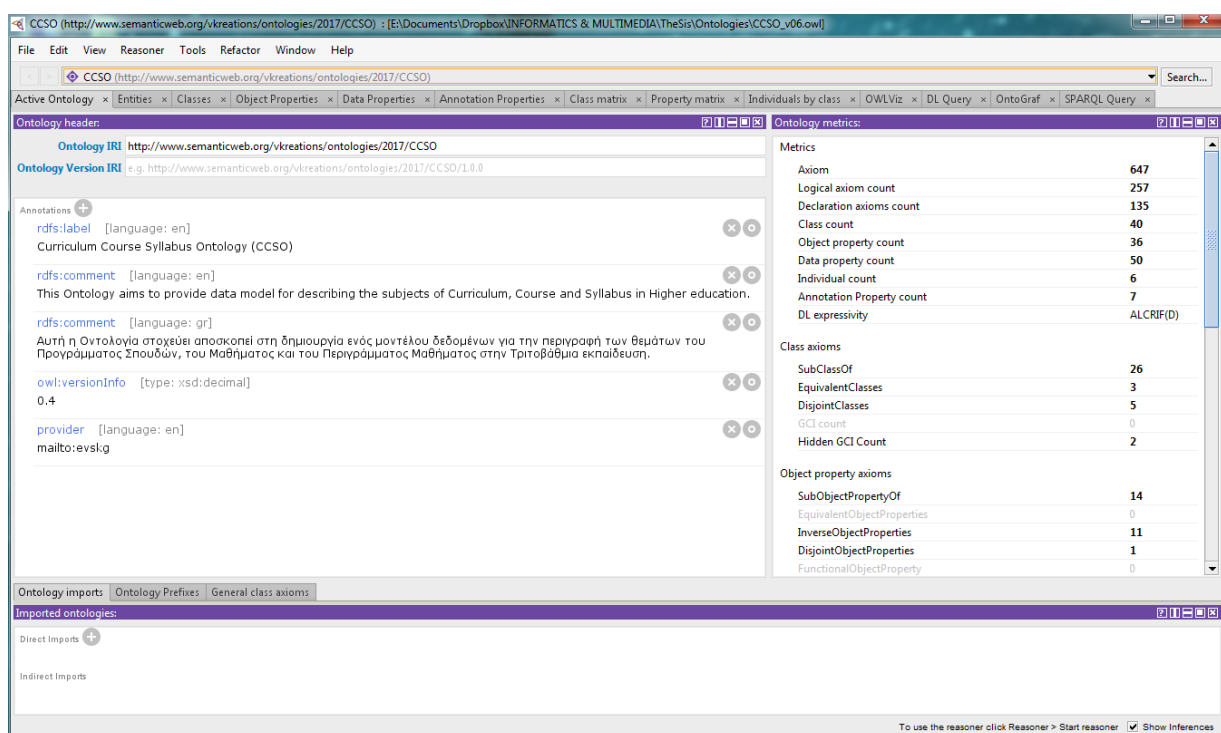 CCSO (http://www.semanticweb.org/vkreations/ontologies/2017/CCSO) : [E:\Documents\Dropbox\INFORMATICS & MULTIMEDIA\TheSis\Ontologies\CCSO_v06.owl]
File Edit View Reasoner Tools Refactor Window Help
CCSO (http://www.semanticweb.org/vkreations/ontologies/2017/CCSO) Search...
Active Ontology × Entities × Classes × Object Properties × Data Properties × Annotation Properties × Class matrix × Property matrix × Individuals by class × OWLViz × DL Query × OntoGraf × SPARQL Query ×
Ontology header:
Ontology IRI http://www.semanticweb.org/vkreations/ontologies/2017/CCSO
Ontology Version IRI e.g. http://www.semanticweb.org/vkreations/ontologies/2017/CCSO/1.0.0
Annotations
rdfs:label [language: en]
Curriculum Course Syllabus Ontology (CCSO)
rdfs:comment [language: en]
This Ontology aims to provide data model for describing the subjects of Curriculum, Course and Syllabus in Higher education.
rdfs:comment [language: gr]
Αυτή η Οντολογία στοχεύει αποσκοπεί στη δημιουργία ενός μοντέλου δεδομένων για την περιγραφή των θεμάτων του
Προγράμματος Σπουδών, του Μαθήματος και του Περιγράμματος Μαθήματος στην Τριτοβάθμια εκπαίδευση.
owl:versionInfo [type: xsd:decimal]
0.4
provider [language: en]
mailto:evskg
Ontology metrics:
Metrics
Axiom 647
Logical axiom count 257
Declaration axioms count 135
Class count 40
Object property count 36
Data property count 50
Individual count 6
Annotation Property count 7
DL expressivity ALCRIF(D)
Class axioms
SubClassOf 26
EquivalentClasses 3
DisjointClasses 5
GCI count 0
Hidden GCI Count 2
Object property axioms
SubObjectPropertyOf 14
EquivalentObjectProperties 0
InverseObjectProperties 11
DisjointObjectProperties 1
FunctionalObjectProperty 0
Ontology imports Ontology Prefixes General class axioms
Imported ontologies:
Direct Imports
Indirect Imports
To use the reasoner click Reasoner > Start reasoner Show Inferences